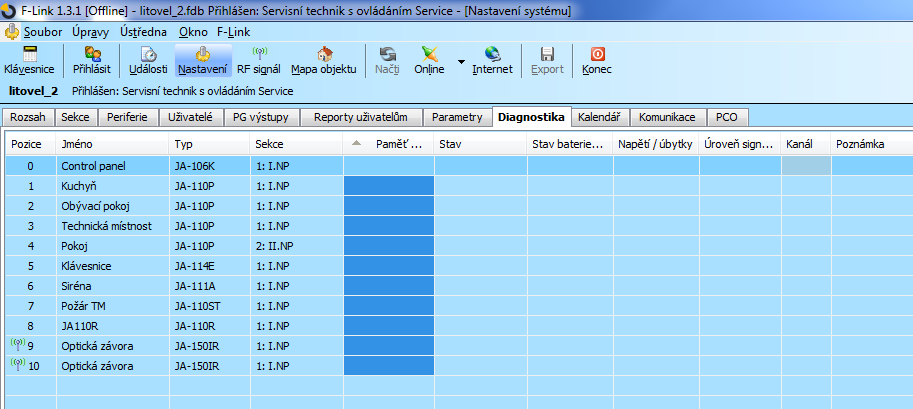 F-Link 1.3.1 [Offline] - litovel_2.fdb Přihlášen: Servisní technik s ovládáním Service - [Nastavení systému]
Soubor Úpravy Ústředna Okno F-Link
Klávesnice Přihlásit Události Nastavení RF signál Mapa objektu Načti Online Internet Export Konec
litovel_2 Přihlášen: Servisní technik s ovládáním Service
Rozsah Sekce Periferie Uživatelé PG výstupy Reporty uživatelům Parametry Diagnostika Kalendář Komunikace PCO
Pozice Jméno Typ Sekce Paměť ... Stav Stav baterie... Napětí / úbytky Úroveň sign... Kanál Poznámka
0 Control panel JA-106K 1: I.NP
1 Kuchyň JA-110P 1: I.NP
2 Obývací pokoj JA-110P 1: I.NP
3 Technická místnost JA-110P 1: I.NP
4 Pokoj JA-110P 2: II.NP
5 Klávesnice JA-114E 1: I.NP
6 Siréna JA-111A 1: I.NP
7 Požár TM JA-110ST 1: I.NP
8 JA110R JA-110R 1: I.NP
9 Optická závora JA-150IR 1: I.NP
10 Optická závora JA-150IR 1: I.NP